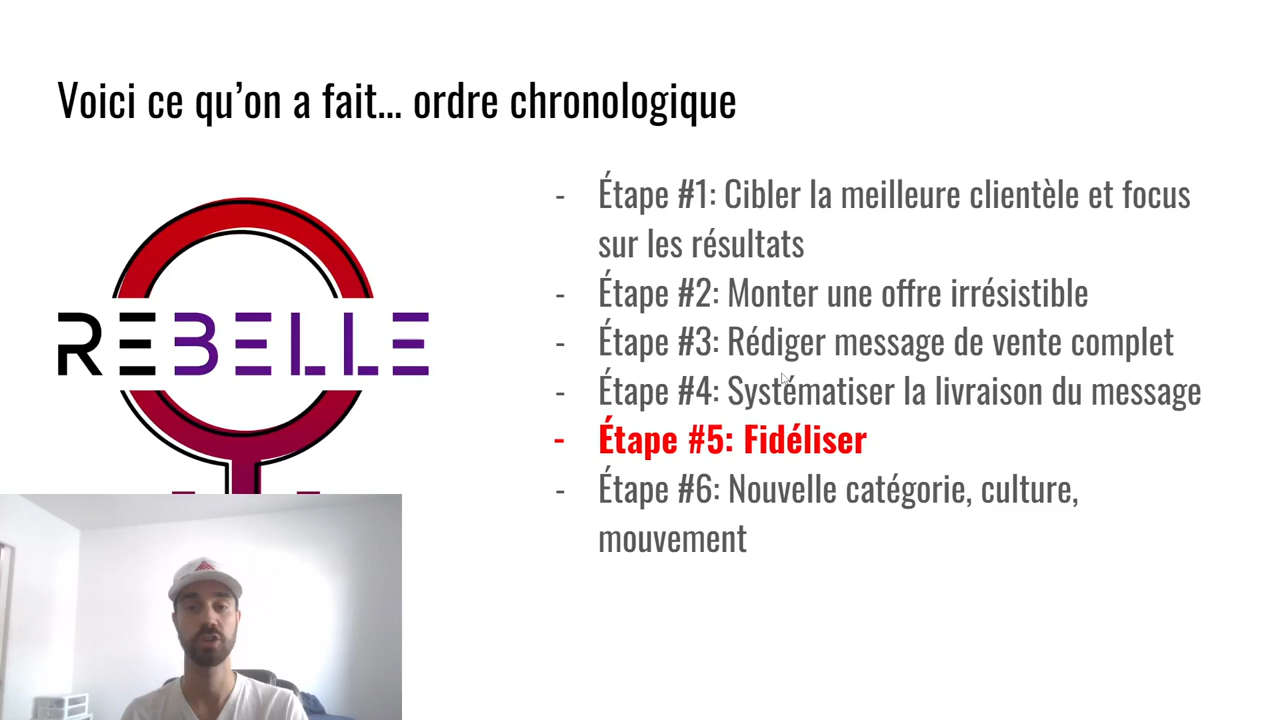 Voici ce qu’on a fait... ordre chronologique
REBELLE
- Étape #1: Cibler la meilleure clientèle et focus
sur les résultats
- Étape #2: Monter une offre irrésistible
- Étape #3: Rédiger message de vente complet
- Étape #4: Systématiser la livraison du message
- Étape #5: Fidéliser
- Étape #6: Nouvelle catégorie, culture,
mouvement